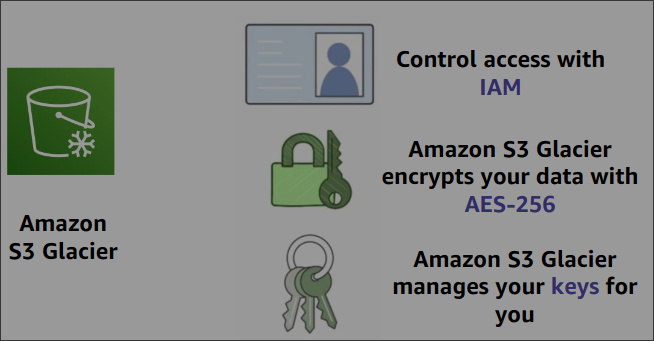 Amazon
S3 Glacier
Control access with
IAM
Amazon S3 Glacier
encrypts your data with
AES-256
Amazon S3 Glacier
manages your keys for
you